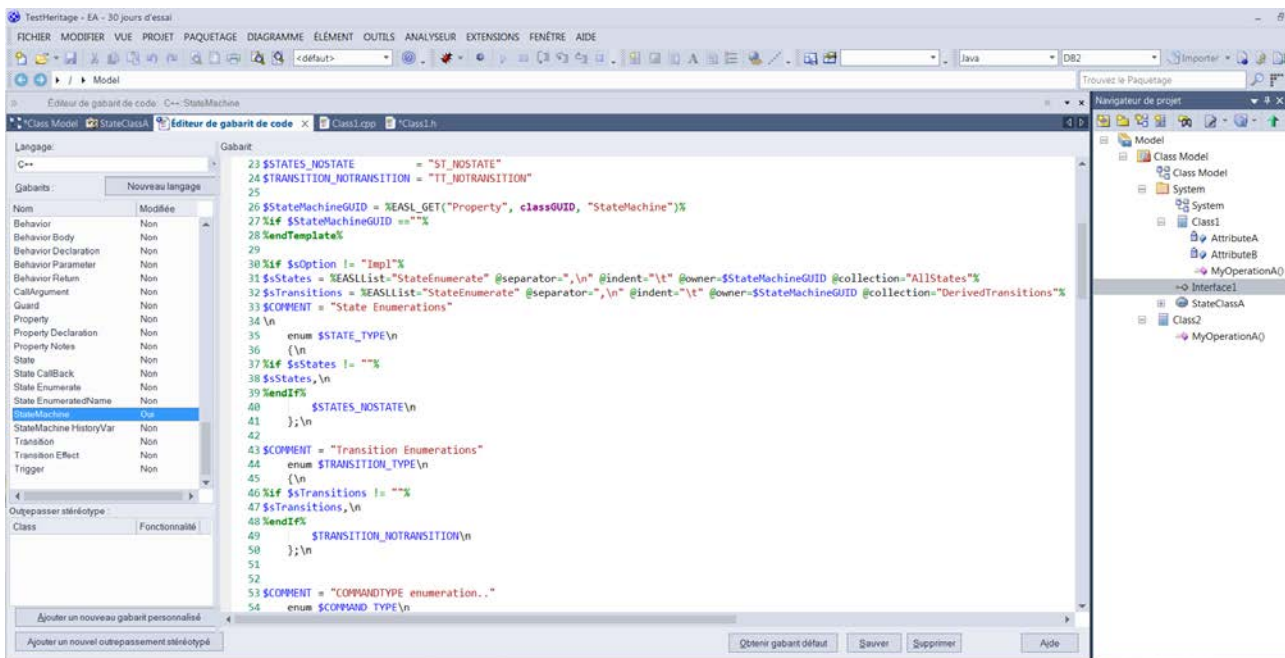 TestHeritage - EA - 30 jours d'essai
FICHIER MODIFIER VUE PROJET PAQUETAGE DIAGRAMME ÉLÉMENT OUTILS ANALYSEUR EXTENSIONS FENÊTRE AIDE
<défaut> Java DB2 Importer
/ Model Trouvez le Paquetage
Éditeur de gabarit de code: C++::StateMachine
*Class Model StateClassA *Éditeur de gabarit de code × Class1.cpp *Class1.h
Langage:
C++
Gabarits : Nouveau langage
Nom Modifiée
Behavior Non
Behavior Body Non
Behavior Declaration Non
Behavior Parameter Non
Behavior Return Non
CallArgument Non
Guard Non
Property Non
Property Declaration Non
Property Notes Non
State Non
State CallBack Non
State Enumerate Non
State EnumeratedName Non
StateMachine Oui
StateMachine HistoryVar Non
Transition Non
Transition Effect Non
Trigger Non
Outrepasser stéréotype :
Class Fonctionnalité
Ajouter un nouveau gabarit personnalisé
Ajouter un nouvel outrepassement stéréotypé
Gabarit:
23 $STATES_NOSTATE = "ST_NOSTATE"
24 $TRANSITION_NOTRANSITION = "TT_NOTRANSITION"
25
26 $StateMachineGUID = %EASL_GET("Property", classGUID, "StateMachine")%
27 %if $StateMachineGUID ==""%
28 %endTemplate%
29
30 %if $sOption != "Impl"%
31 $sStates = %EASLList="StateEnumerate" @separator=",\n" @indent="\t" @owner=$StateMachineGUID @collection="AllStates"%
32 $sTransitions = %EASLList="StateEnumerate" @separator=",\n" @indent="\t" @owner=$StateMachineGUID @collection="DerivedTransitions"%
33 $COMMENT = "State Enumerations"
34 \n
35 enum $STATE_TYPE\n
36 {\n
37 %if $sStates != ""%
38 $sStates,\n
39 %endIf%
40 $STATES_NOSTATE\n
41 };\n
42
43 $COMMENT = "Transition Enumerations"
44 enum $TRANSITION_TYPE\n
45 {\n
46 %if $sTransitions != ""%
47 $sTransitions,\n
48 %endIf%
49 $TRANSITION_NOTRANSITION\n
50 };\n
51
52
53 $COMMENT = "COMMANDTYPE enumeration.."
54 enum $COMMAND_TYPE\n
Obtenir gabarit défaut Sauver Supprimer Aide
Navigateur de projet
Model
Class Model
Class Model
System
System
Class1
AttributeA
AttributeB
MyOperationA()
Interface1
StateClassA
Class2
MyOperationA()